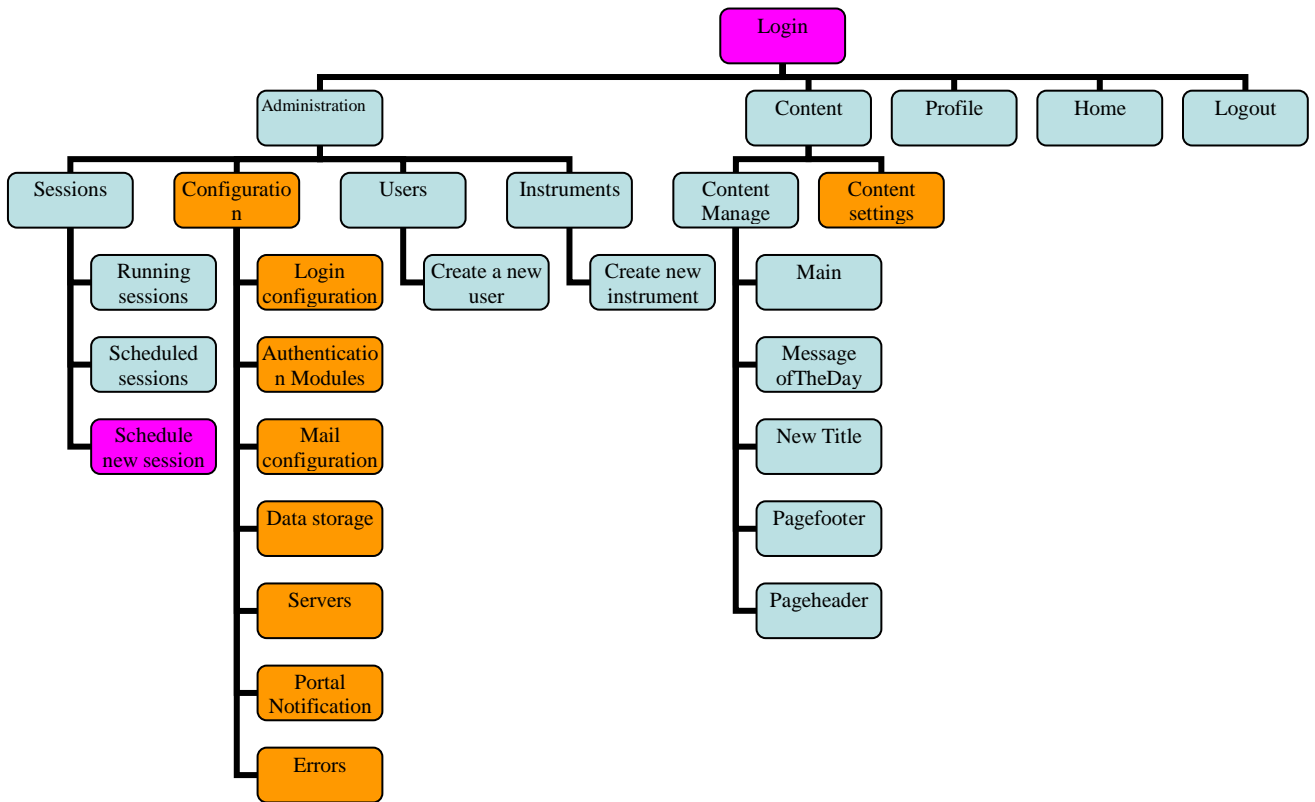 Login
Administration
Content
Profile
Home
Logout
Sessions
Configuratio
n
Users
Instruments
Content
Manage
Content
settings
Running
sessions
Login
configuration
Create a new
user
Create new
instrument
Main
Scheduled
sessions
Authenticatio
n Modules
Message
ofTheDay
Schedule
new session
Mail
configuration
New Title
Data storage
Pagefooter
Servers
Pageheader
Portal
Notification
Errors